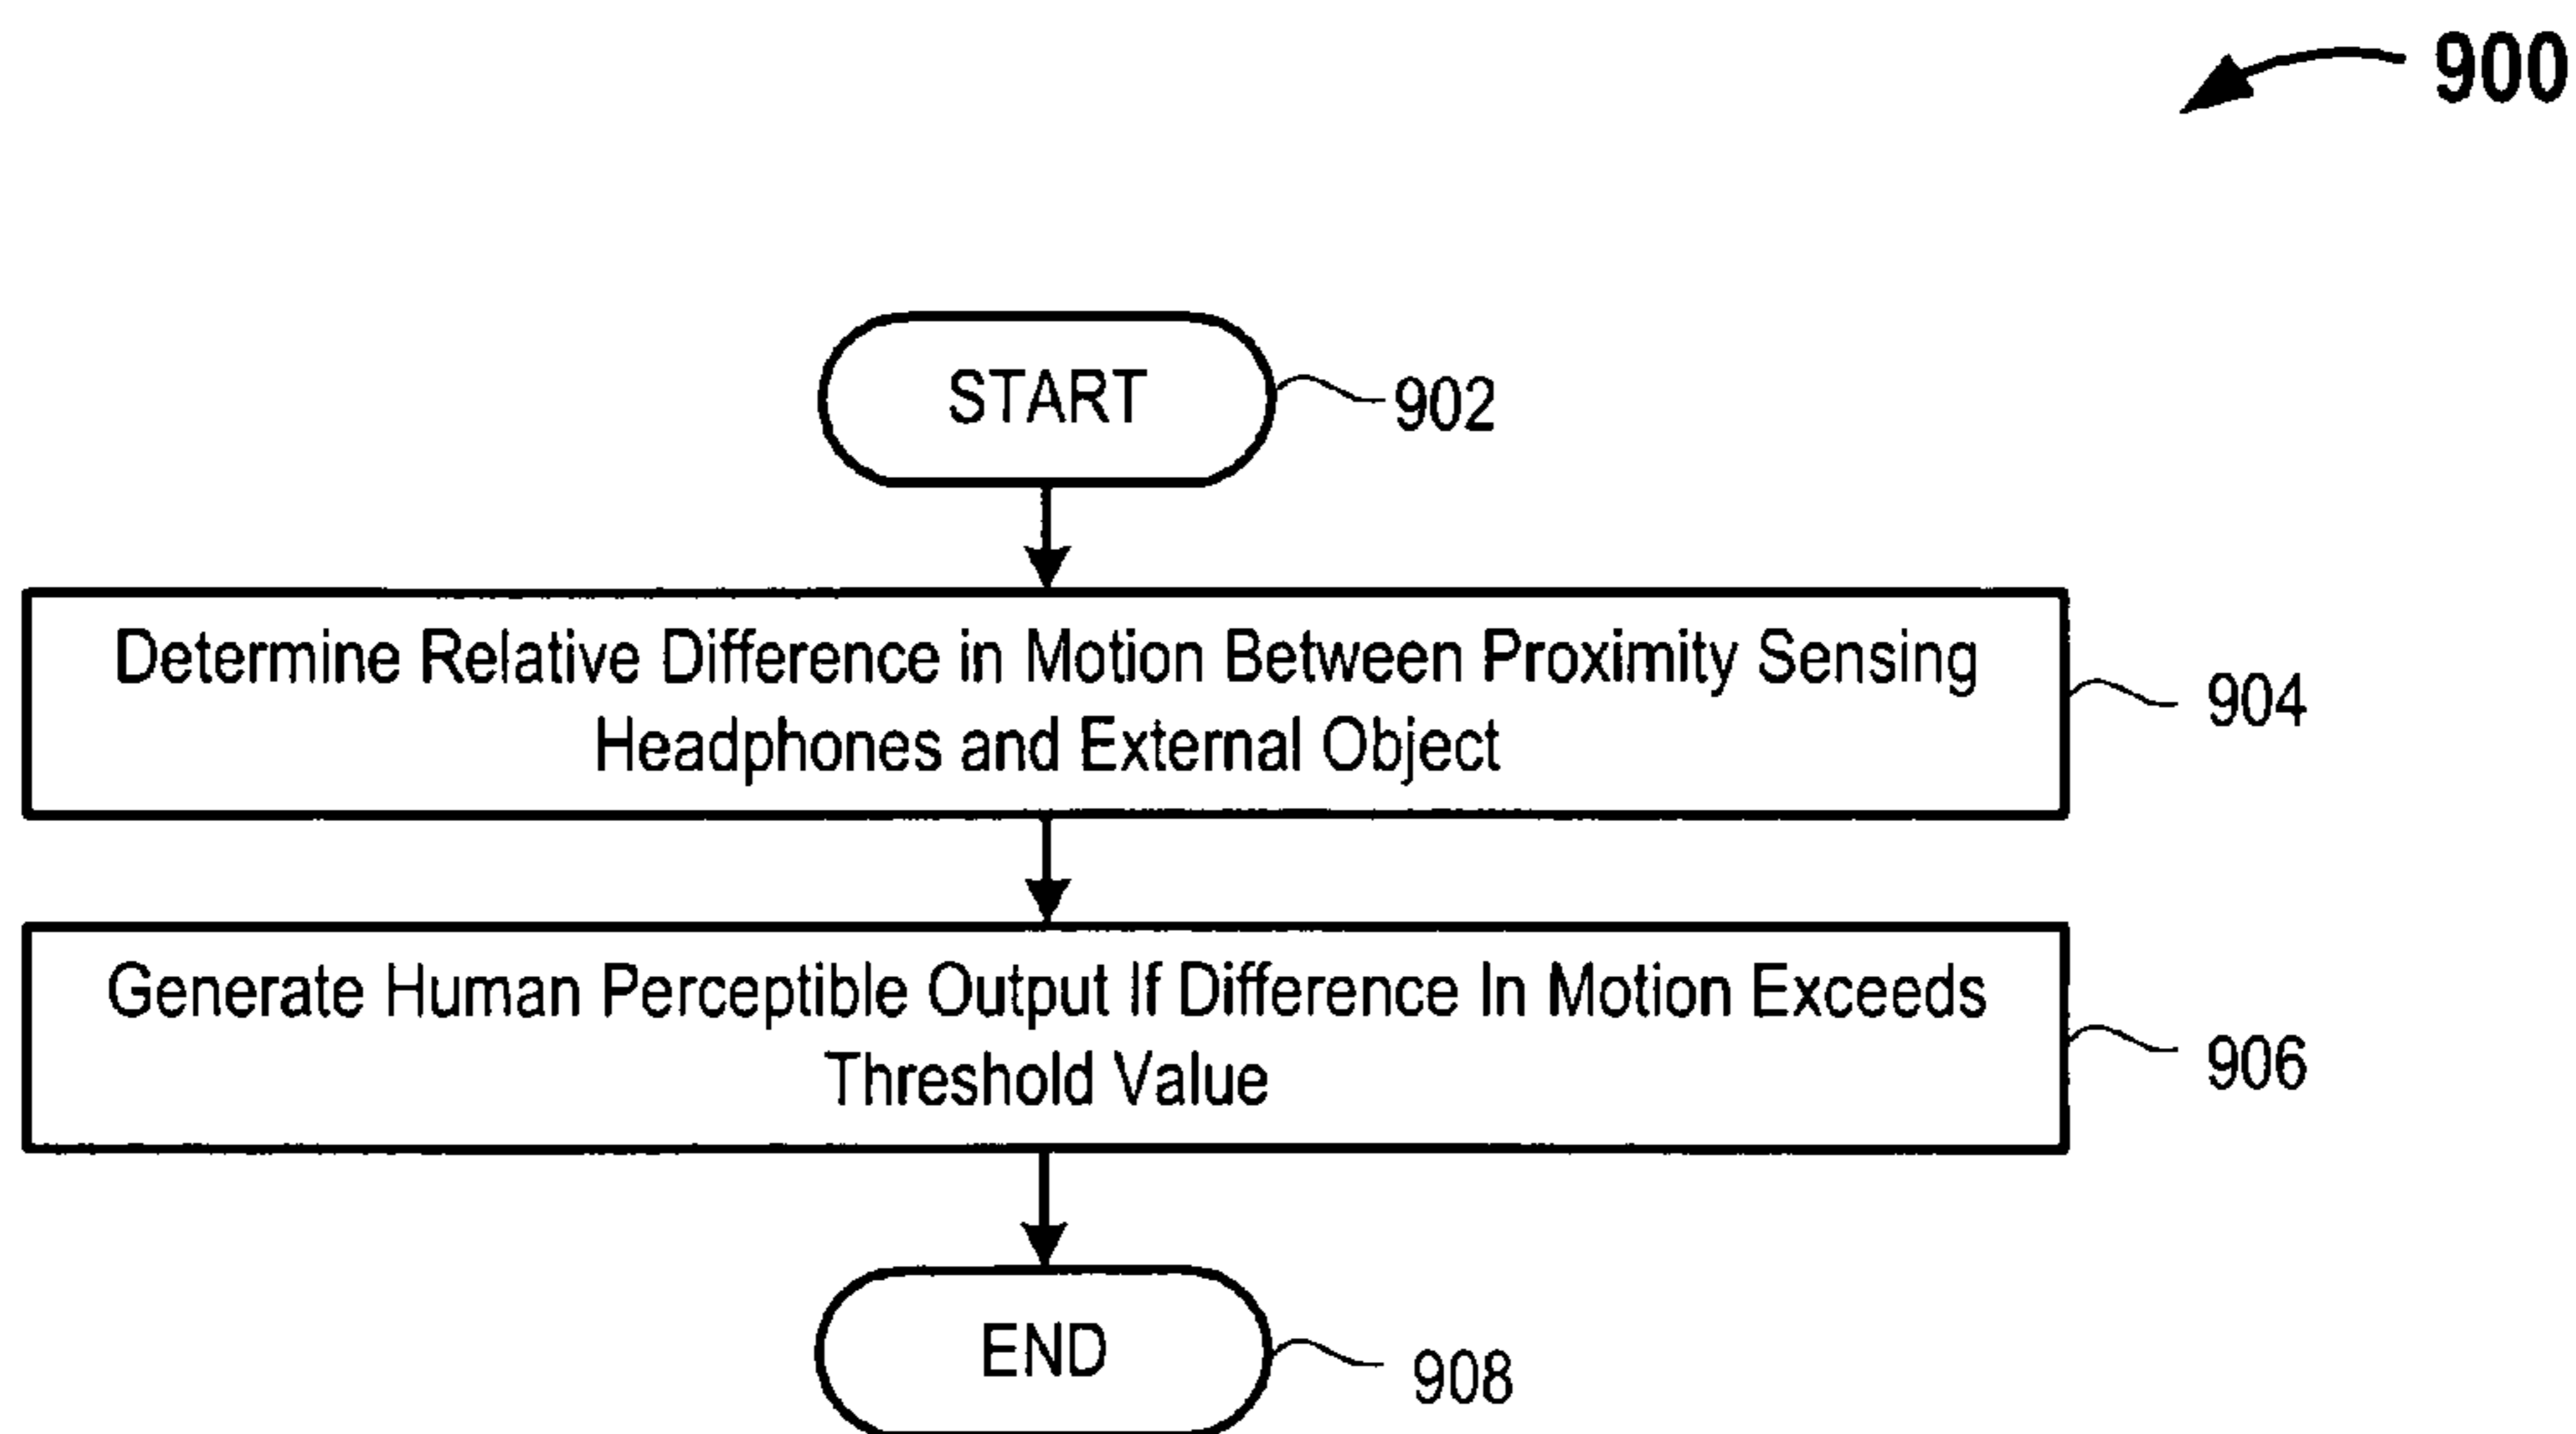 900
START
902
Determine Relative Difference in Motion Between Proximity Sensing
Headphones and External Object
904
Generate Human Perceptible Output If Difference In Motion Exceeds
Threshold Value
906
END
908